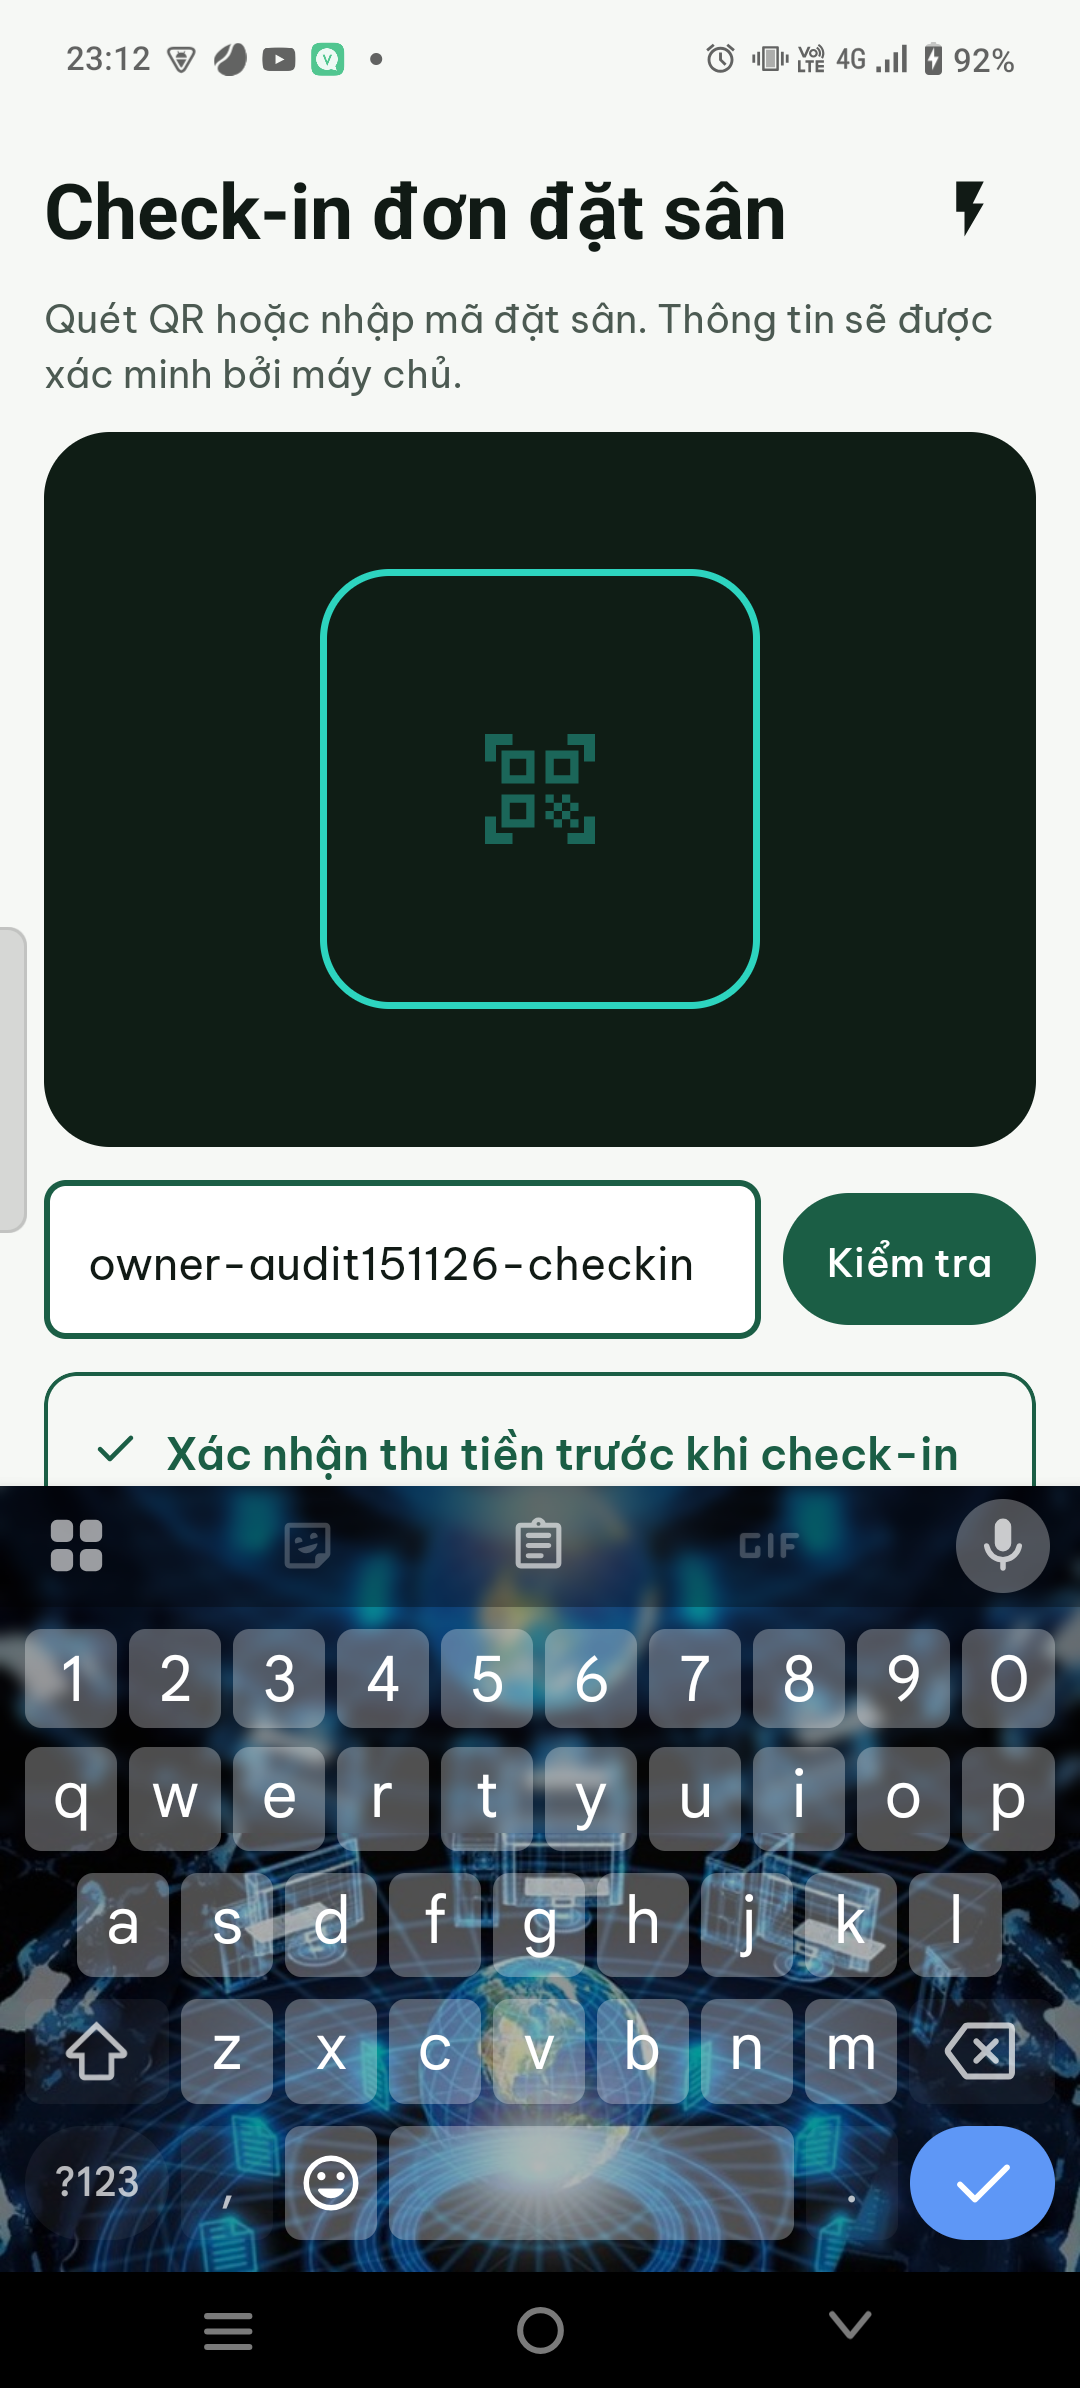 23:12
Vo)) LTE 4G 92%
Check-in đơn đặt sân
Quét QR hoặc nhập mã đặt sân. Thông tin sẽ được
xác minh bởi máy chủ.
owner-audit151126-checkin
Kiểm tra
Xác nhận thu tiền trước khi check-in
GIF
1 2 3 4 5 6 7 8 9 0
q w e r t y u i o p
a s d f g h j k l
z x c v b n m
?123 , .